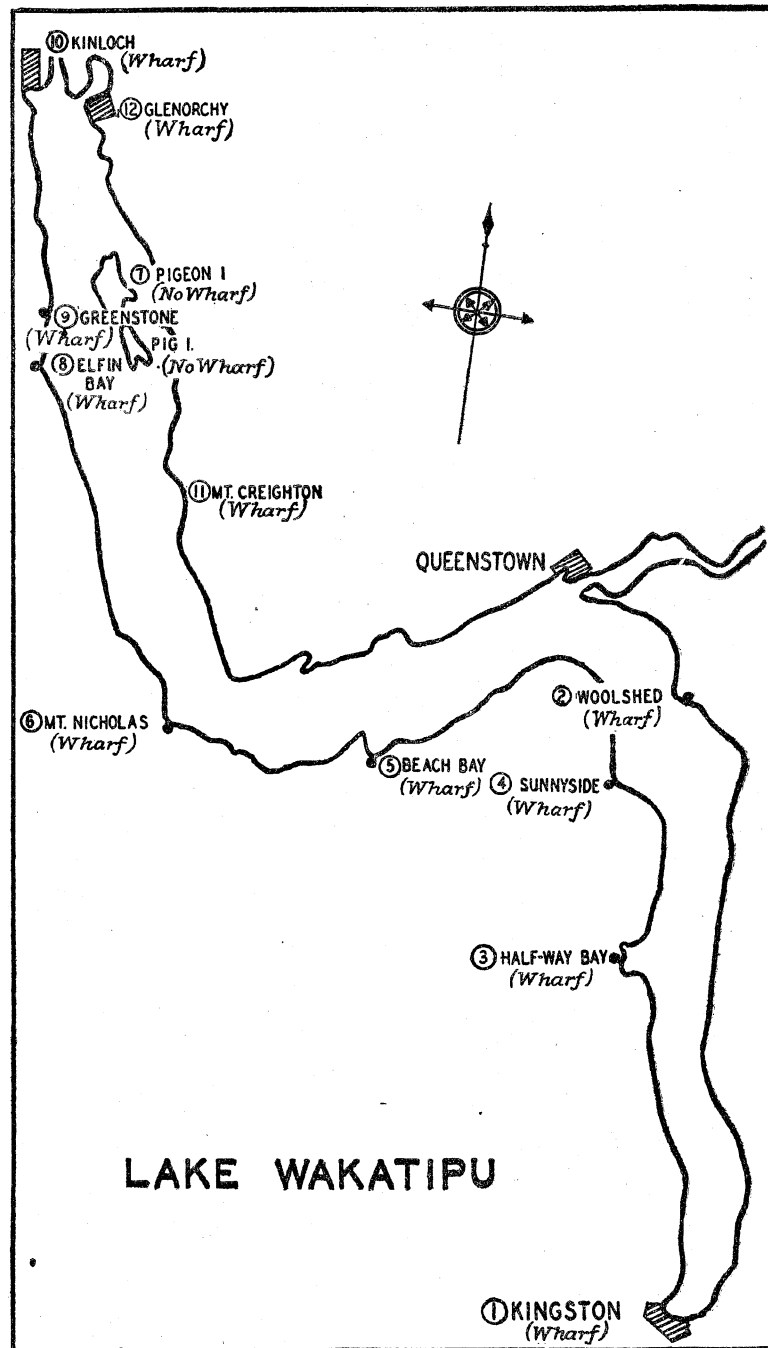 ⑩ KINLOCH
(Wharf)
⑫ GLENORCHY
(Wharf)
⑦ PIGEON I
(No Wharf)
⑨ GREENSTONE
(Wharf)
PIG I.
(No Wharf)
⑧ ELFIN
BAY
(Wharf)
⑪ MT. CREIGHTON
(Wharf)
QUEENSTOWN
② WOOLSHED
(Wharf)
⑥ MT. NICHOLAS
(Wharf)
⑤ BEACH BAY
(Wharf)
④ SUNNYSIDE
(Wharf)
③ HALF-WAY BAY
(Wharf)
LAKE WAKATIPU
① KINGSTON
(Wharf)